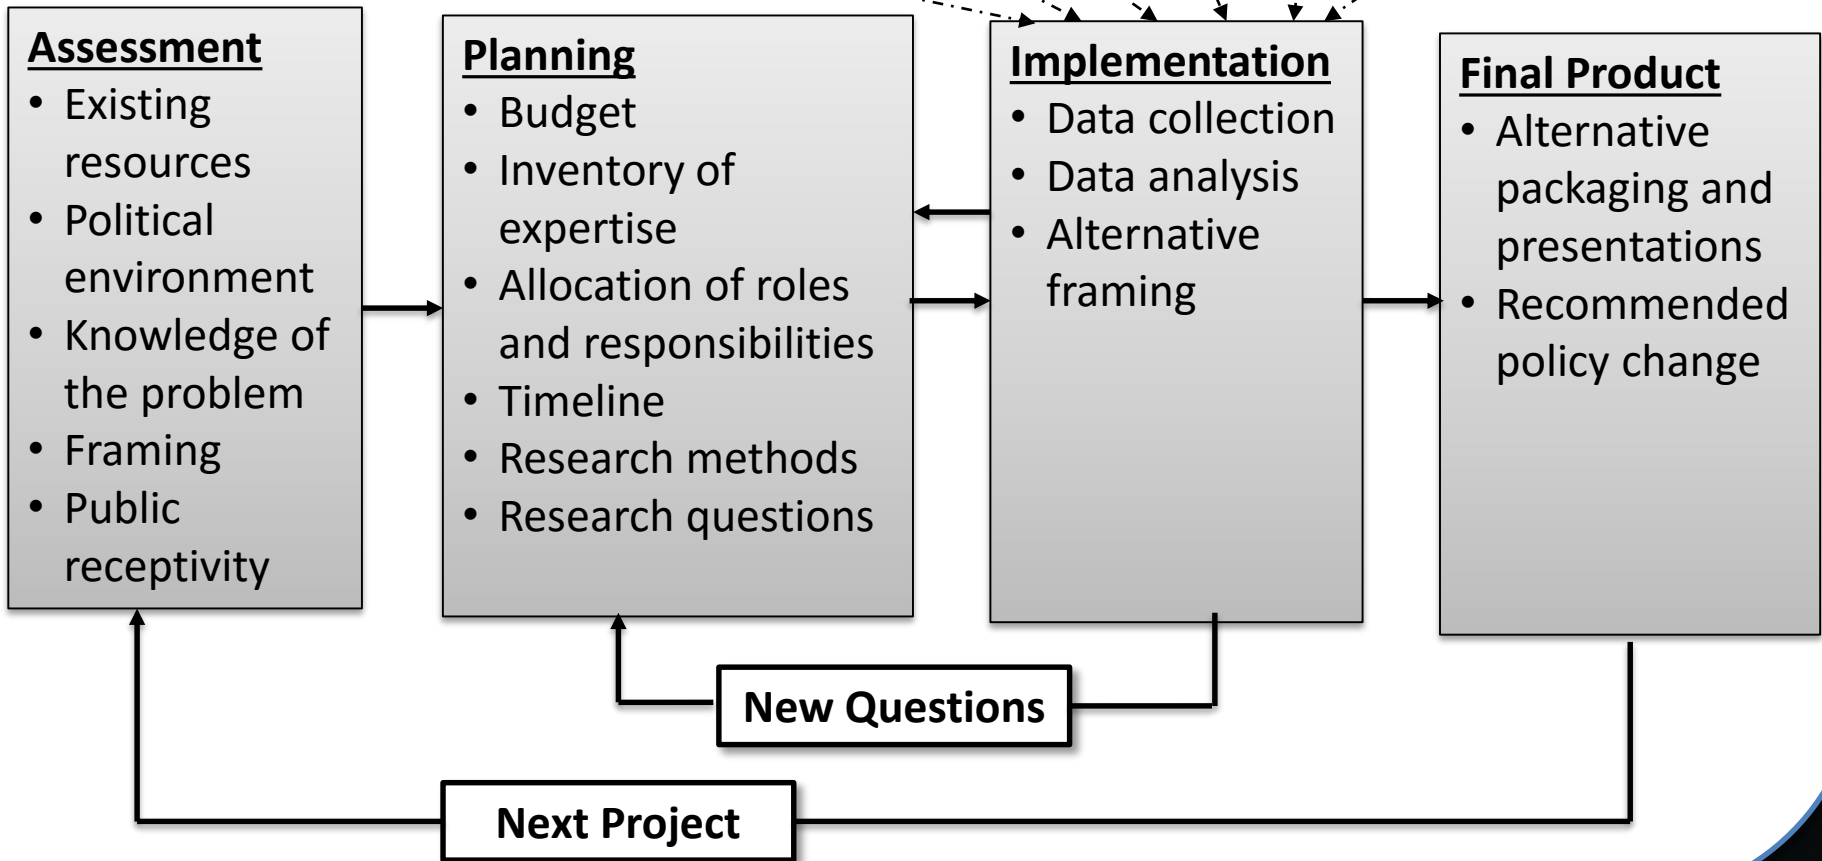 Assessment
• Existing
resources
• Political
environment
• Knowledge of
the problem
• Framing
• Public
receptivity
Planning
• Budget
• Inventory of
expertise
• Allocation of roles
and responsibilities
• Timeline
• Research methods
• Research questions
Implementation
• Data collection
• Data analysis
• Alternative
framing
Final Product
• Alternative
packaging and
presentations
• Recommended
policy change
New Questions
Next Project